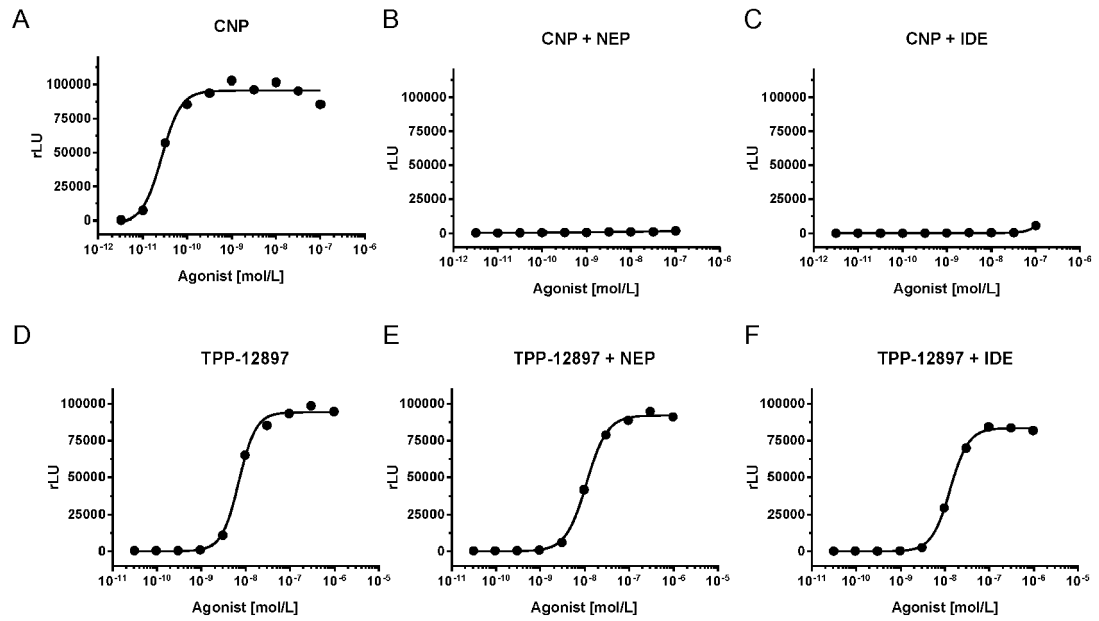 A
CNP
100000
75000
50000
25000
0
rLU
10⁻¹² 10⁻¹¹ 10⁻¹⁰ 10⁻⁹ 10⁻⁸ 10⁻⁷ 10⁻⁶
Agonist [mol/L]
B
CNP + NEP
100000
75000
50000
25000
0
rLU
10⁻¹² 10⁻¹¹ 10⁻¹⁰ 10⁻⁹ 10⁻⁸ 10⁻⁷ 10⁻⁶
Agonist [mol/L]
C
CNP + IDE
100000
75000
50000
25000
0
rLU
10⁻¹² 10⁻¹¹ 10⁻¹⁰ 10⁻⁹ 10⁻⁸ 10⁻⁷ 10⁻⁶
Agonist [mol/L]
D
TPP-12897
100000
75000
50000
25000
0
rLU
10⁻¹¹ 10⁻¹⁰ 10⁻⁹ 10⁻⁸ 10⁻⁷ 10⁻⁶
Agonist [mol/L]
E
TPP-12897 + NEP
100000
75000
50000
25000
0
rLU
10⁻¹¹ 10⁻¹⁰ 10⁻⁹ 10⁻⁸ 10⁻⁷ 10⁻⁶ 10⁻⁵
Agonist [mol/L]
F
TPP-12897 + IDE
100000
75000
50000
25000
0
rLU
10⁻¹¹ 10⁻¹⁰ 10⁻⁹ 10⁻⁸ 10⁻⁷ 10⁻⁶ 10⁻⁵
Agonist [mol/L]